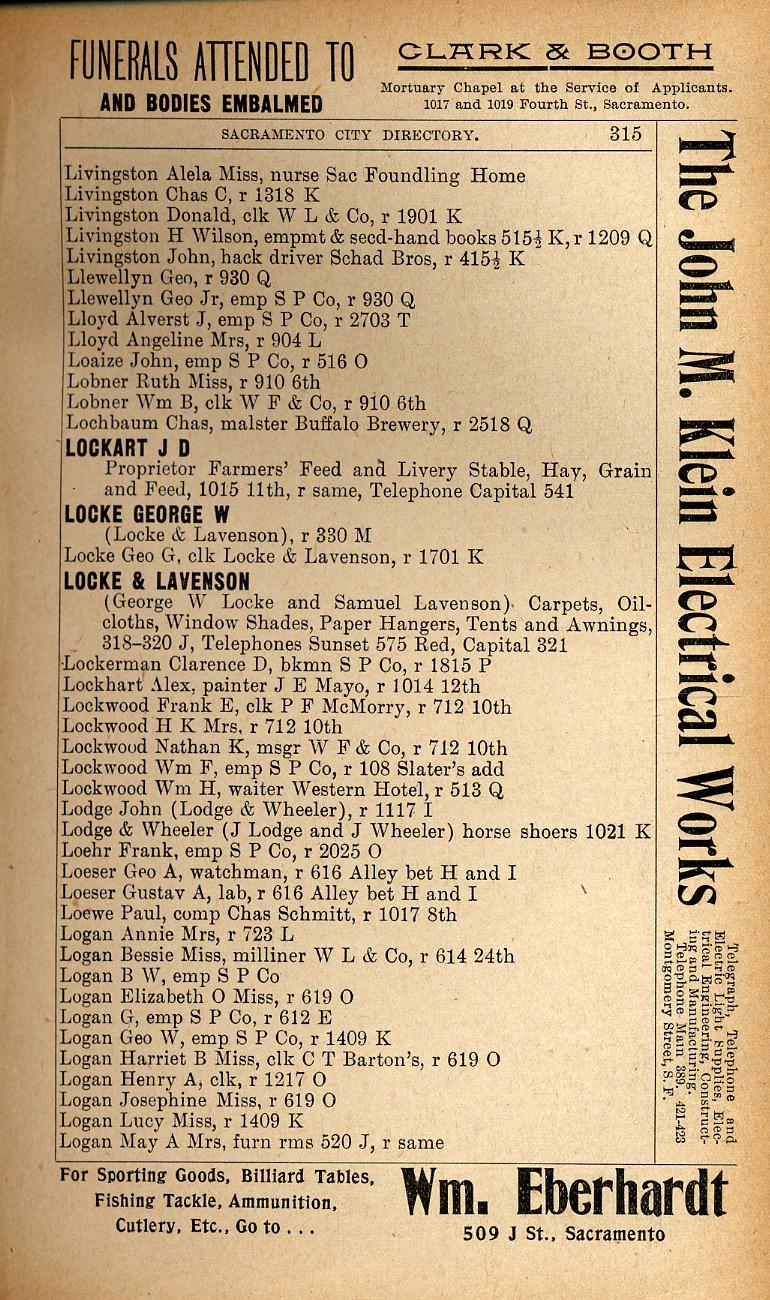 FUNERALS ATTENDED TO
AND BODIES EMBALMED
CLARK & BOOTH
Mortuary Chapel at the Service of Applicants.
1017 and 1019 Fourth St., Sacramento.
SACRAMENTO CITY DIRECTORY. 315
Livingston Alela Miss, nurse Sac Foundling Home
Livingston Chas C, r 1318 K
Livingston Donald, clk W L & Co, r 1901 K
Livingston H Wilson, empmt & secd-hand books 515½ K, r 1209 Q
Livingston John, hack driver Schad Bros, r 415½ K
Llewellyn Geo, r 930 Q
Llewellyn Geo Jr, emp S P Co, r 930 Q
Lloyd Alverst J, emp S P Co, r 2703 T
Lloyd Angeline Mrs, r 904 L
Loaize John, emp S P Co, r 516 O
Lobner Ruth Miss, r 910 6th
Lobner Wm B, clk W F & Co, r 910 6th
Lochbaum Chas, malster Buffalo Brewery, r 2518 Q
LOCKART J D
Proprietor Farmers' Feed and Livery Stable, Hay, Grain
and Feed, 1015 11th, r same, Telephone Capital 541
LOCKE GEORGE W
(Locke & Lavenson), r 330 M
Locke Geo G, clk Locke & Lavenson, r 1701 K
LOCKE & LAVENSON
(George W Locke and Samuel Lavenson) Carpets, Oil-
cloths, Window Shades, Paper Hangers, Tents and Awnings,
318–320 J, Telephones Sunset 575 Red, Capital 321
Lockerman Clarence D, bkmn S P Co, r 1815 P
Lockhart Alex, painter J E Mayo, r 1014 12th
Lockwood Frank E, clk P F McMorry, r 712 10th
Lockwood H K Mrs, r 712 10th
Lockwood Nathan K, msgr W F & Co, r 712 10th
Lockwood Wm F, emp S P Co, r 108 Slater's add
Lockwood Wm H, waiter Western Hotel, r 513 Q
Lodge John (Lodge & Wheeler), r 1117 I
Lodge & Wheeler (J Lodge and J Wheeler) horse shoers 1021 K
Loehr Frank, emp S P Co, r 2025 O
Loeser Geo A, watchman, r 616 Alley bet H and I
Loeser Gustav A, lab, r 616 Alley bet H and I
Loewe Paul, comp Chas Schmitt, r 1017 8th
Logan Annie Mrs, r 723 L
Logan Bessie Miss, milliner W L & Co, r 614 24th
Logan B W, emp S P Co
Logan Elizabeth O Miss, r 619 O
Logan G, emp S P Co, r 612 E
Logan Geo W, emp S P Co, r 1409 K
Logan Harriet B Miss, clk C T Barton's, r 619 O
Logan Henry A, clk, r 1217 O
Logan Josephine Miss, r 619 O
Logan Lucy Miss, r 1409 K
Logan May A Mrs, furn rms 520 J, r same
The John M. Klein Electrical Works
Telegraph, Telephone and
Electric Light Supplies, Elec-
trical Engineering, Construct-
ing and Manufacturing.
Telephone Main 389. 421-423
Montgomery Street, S. F.
For Sporting Goods, Billiard Tables,
Fishing Tackle, Ammunition,
Cutlery, Etc., Go to . . .
Wm. Eberhardt
509 J St., Sacramento